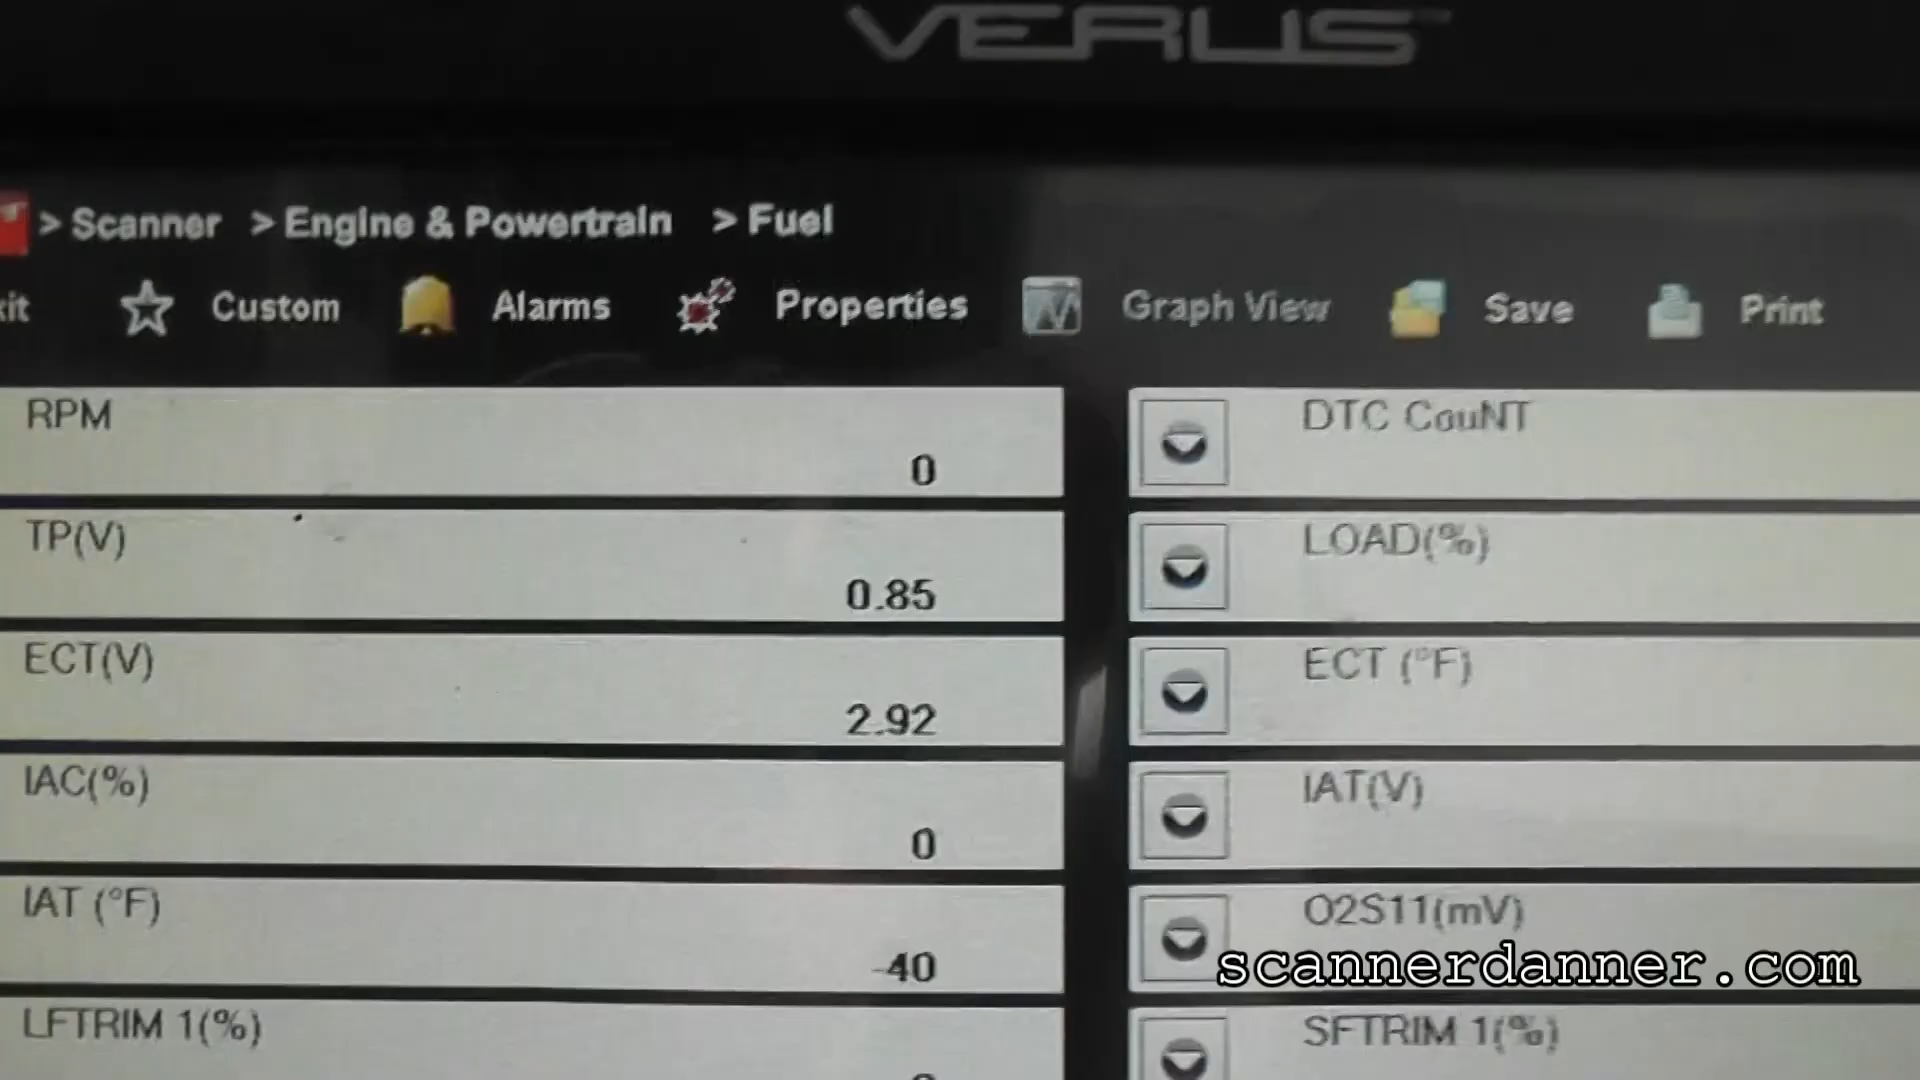 VERUS
> Scanner > Engine & Powertrain > Fuel
Custom Alarms Properties Graph View Save Print
RPM
0
DTC CouNT
TP(V)
0.85
LOAD(%)
ECT(V)
2.92
ECT (°F)
IAC(%)
0
IAT(V)
IAT (°F)
-40
O2S11(mV)
scannerdanner.com
LFTRIM 1(%)
SFTRIM 1(%)